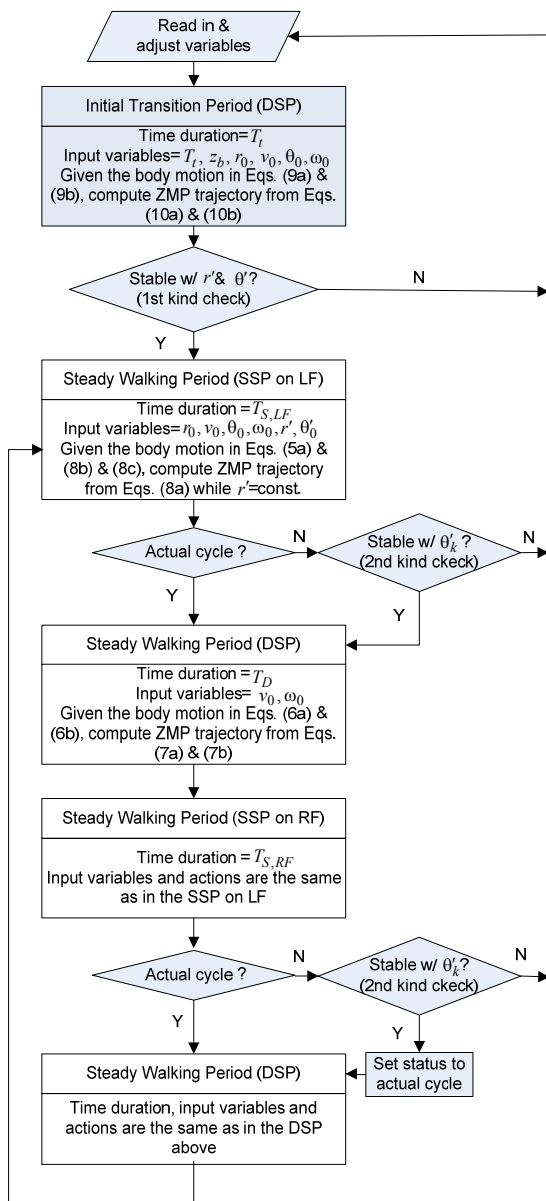 Read in &
adjust variables
Initial Transition Period (DSP)
Time duration= T_t
Input variables= T_t, z_b, r_0, v_0, θ_0, ω_0
Given the body motion in Eqs. (9a) &
(9b), compute ZMP trajectory from Eqs.
(10a) & (10b)
Stable w/ r'& θ'?
(1st kind check)
N
Y
Steady Walking Period (SSP on LF)
Time duration = T_{S,LF}
Input variables= r_0, v_0, θ_0, ω_0, r', θ'_0
Given the body motion in Eqs. (5a) &
(8b) & (8c), compute ZMP trajectory
from Eqs. (8a) while r'=const.
Actual cycle ?
N
Stable w/ θ'_k ?
(2nd kind ckeck)
N
Y
Y
Steady Walking Period (DSP)
Time duration = T_D
Input variables= v_0, ω_0
Given the body motion in Eqs. (6a) &
(6b), compute ZMP trajectory from Eqs.
(7a) & (7b)
Steady Walking Period (SSP on RF)
Time duration = T_{S,RF}
Input variables and actions are the same
as in the SSP on LF
Actual cycle ?
N
Stable w/ θ'_k?
(2nd kind ckeck)
N
Y
Y
Set status to
actual cycle
Steady Walking Period (DSP)
Time duration, input variables and
actions are the same as in the DSP
above